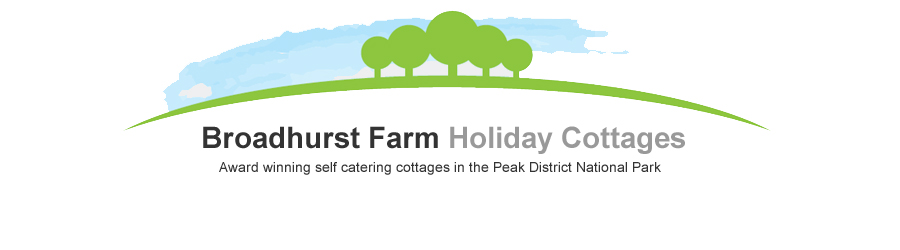 Broadhurst Farm Holiday Cottages
Award winning self catering cottages in the Peak District National Park